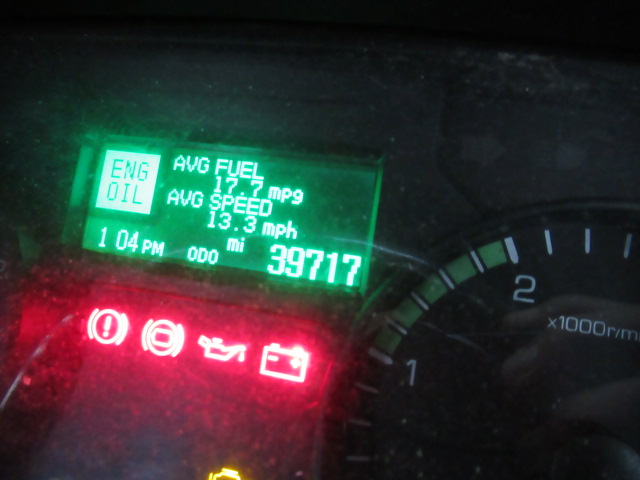 ENG
OIL
AVG FUEL
17.7 mpg
AVG SPEED
13.3 mph
1 04 PM ODO mi 39717
2
x1000r/mi
1